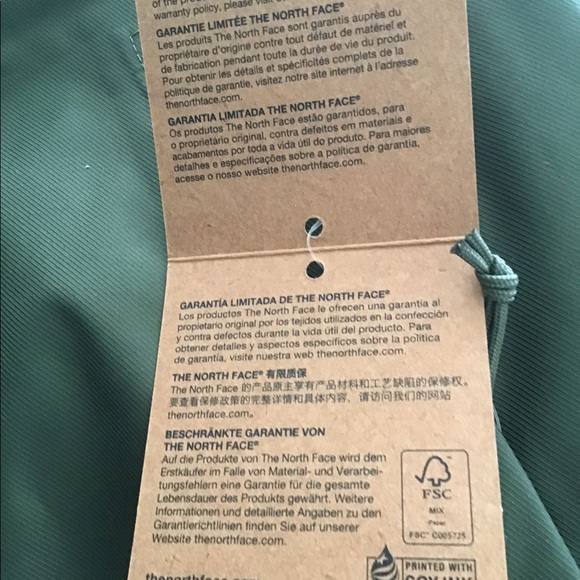 warranty policy, please visit
GARANTIE LIMITÉE THE NORTH FACE®
Les produits The North Face sont garantis auprès du
propriétaire d'origine contre tout défaut de matériel et
de fabrication pendant toute la durée de vie du produit.
Pour obtenir les détails et spécificités complets de la
politique de garantie, visitez notre site internet à l'adresse
thenorthface.com.
GARANTIA LIMITADA THE NORTH FACE®
Os produtos The North Face estão garantidos, para
o proprietário original, contra defeitos em materiais e
acabamentos por toda a vida útil do produto. Para maiores
detalhes e especificações sobre a política de garantia,
acesse o nosso website thenorthface.com.
GARANTÍA LIMITADA DE THE NORTH FACE®
Los productos The North Face le ofrecen una garantía al
propietario original por los tejidos utilizados en la confección
y contra defectos durante la vida útil del producto. Para
obtener detalles y aspectos específicos sobre la política
de garantía, visite nuestra web thenorthface.com.
THE NORTH FACE® 有限质保
The North Face 的产品原主享有产品材料和工艺缺陷的保修权。
要查看保修政策的完整详情和具体内容，请访问我们的网站
thenorthface.com。
BESCHRÄNKTE GARANTIE VON
THE NORTH FACE®
Auf die Produkte von The North Face wird dem
Erstkäufer im Falle von Material- und Verarbei-
tungsfehlern eine Garantie für die gesamte
Lebensdauer des Produkts gewährt. Weitere
Informationen und detaillierte Angaben zu den
Garantierichtlinien finden Sie auf unserer
Website thenorthface.com.
FSC
MIX
Paper
FSC™ C005725
PRINTED WITH
SOY INK